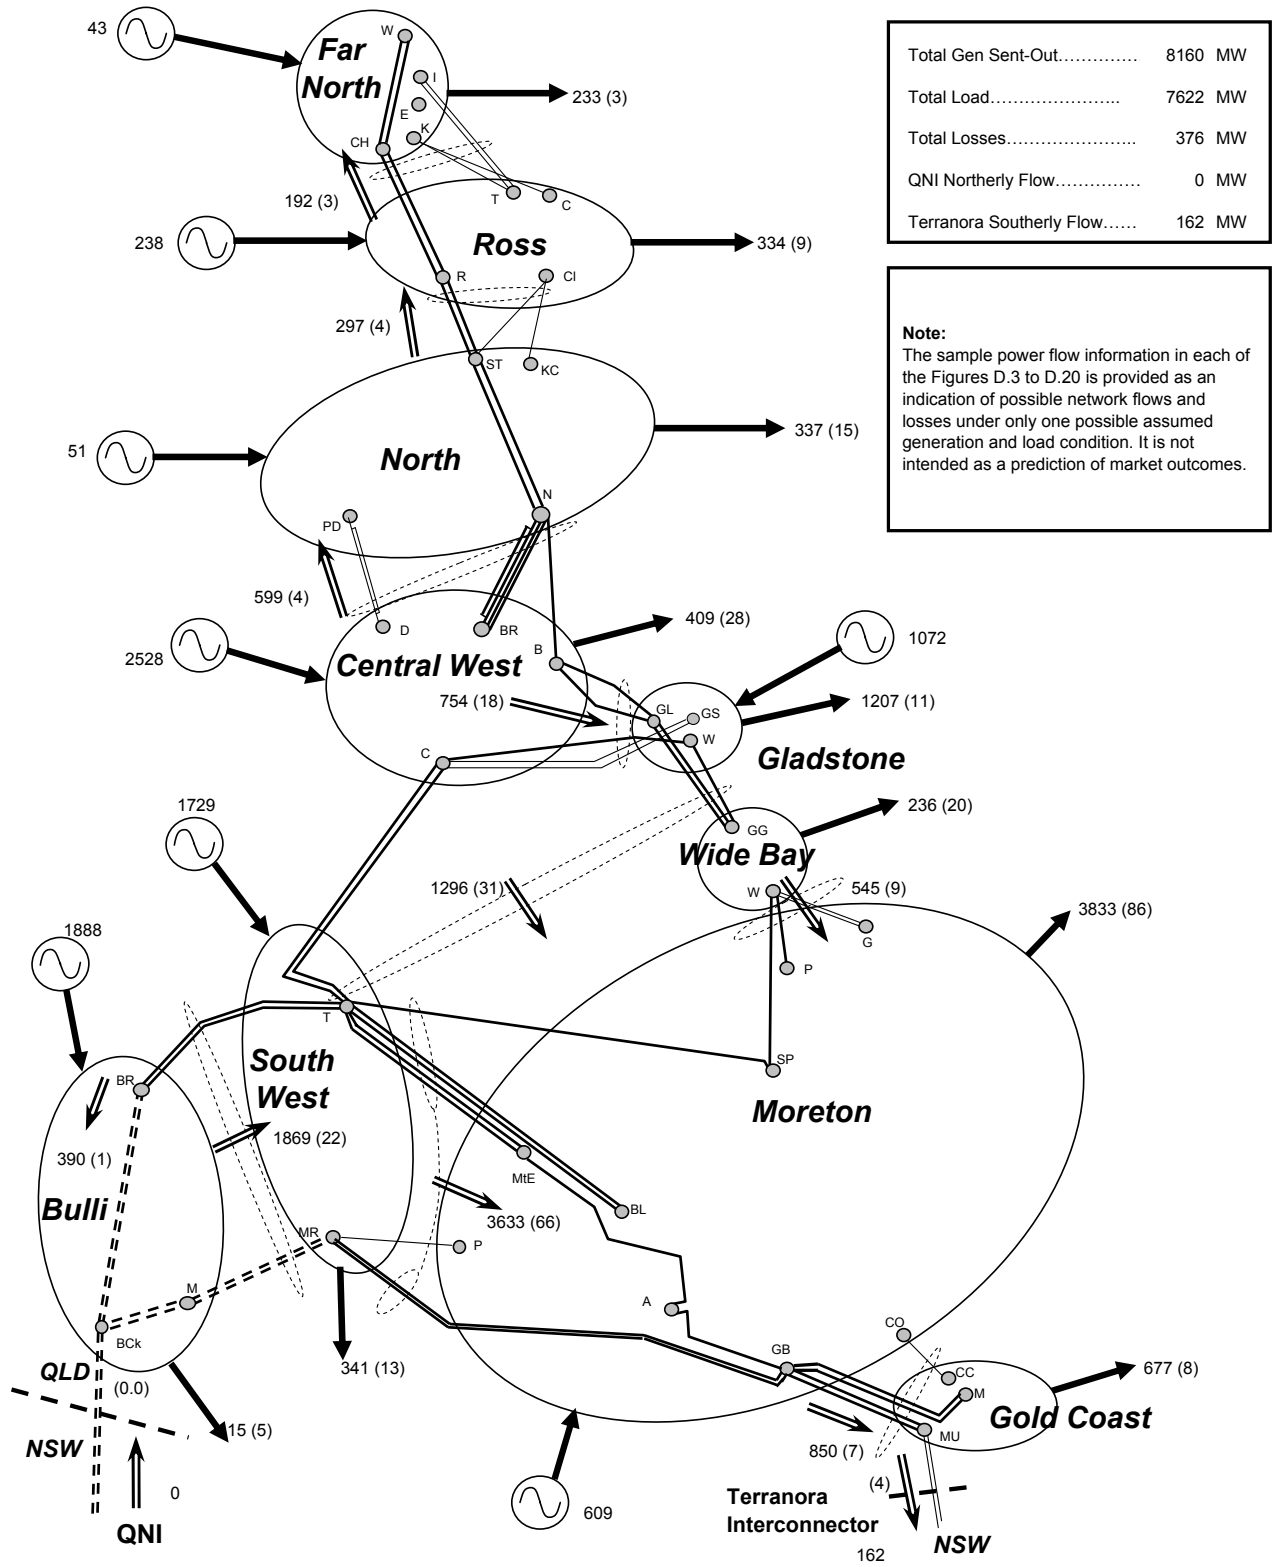 43
W
Far
North
I
E
K
CH
233 (3)
192 (3)
T
C
238
Ross
334 (9)
R
CI
297 (4)
ST
KC
51
North
337 (15)
N
PD
599 (4)
D
BR
409 (28)
1072
2528
Central West
B
754 (18)
GL
GS
W
1207 (11)
C
Gladstone
1729
236 (20)
GG
Wide Bay
1296 (31)
W
545 (9)
3833 (86)
G
1888
P
T
South
West
SP
BR
Moreton
1869 (22)
390 (1)
MtE
Bulli
BL
3633 (66)
MR
P
M
A
BCk
CO
GB
341 (13)
677 (8)
QLD
(0.0)
CC
M
Gold Coast
15 (5)
MU
NSW
850 (7)
(4)
0
609
Terranora
Interconnector
QNI
NSW
162
Total Gen Sent-Out………….. 8160 MW
Total Load………………….. 7622 MW
Total Losses………………….. 376 MW
QNI Northerly Flow…………… 0 MW
Terranora Southerly Flow…… 162 MW
Note:
The sample power flow information in each of
the Figures D.3 to D.20 is provided as an
indication of possible network flows and
losses under only one possible assumed
generation and load condition. It is not
intended as a prediction of market outcomes.